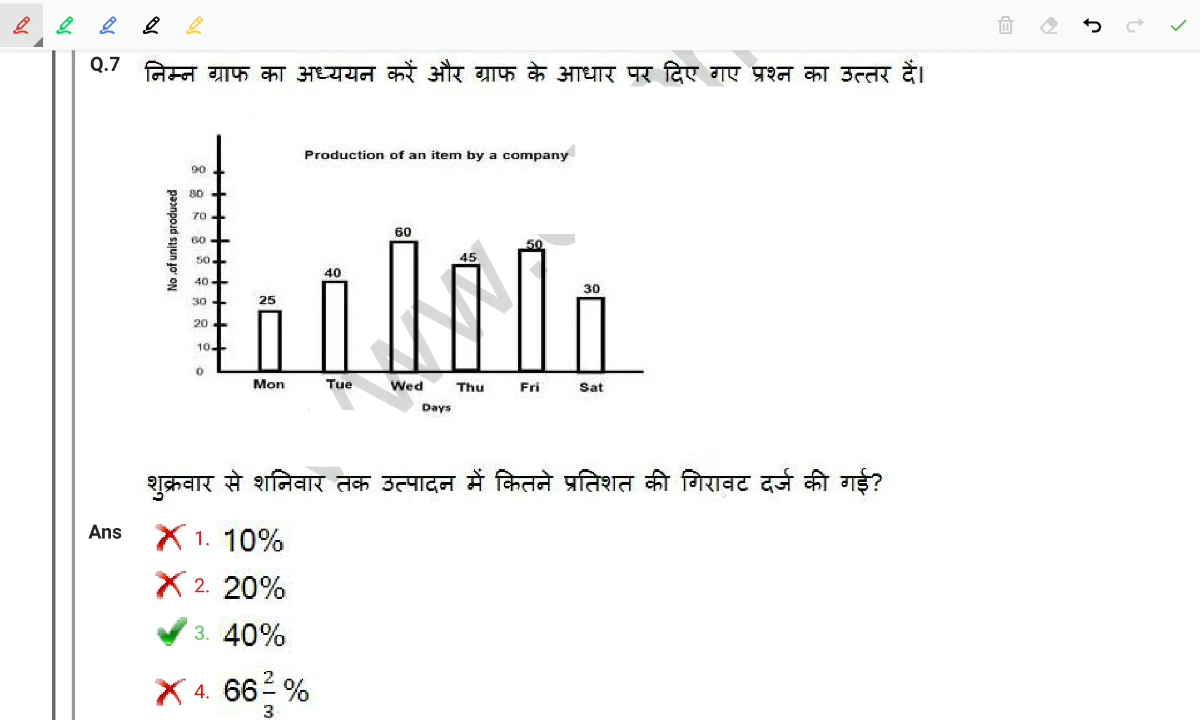 Q.7 निम्न ग्राफ का अध्ययन करें और ग्राफ के आधार पर दिए गए प्रश्न का उत्तर दें।
Production of an item by a company
No .of units produced
90
80
70
60
50
40
30
20
10
0
25
40
60
45
50
30
Mon Tue Wed Thu Fri Sat
Days
शुक्रवार से शनिवार तक उत्पादन में कितने प्रतिशत की गिरावट दर्ज की गई?
Ans 1. 10%
2. 20%
3. 40%
4. 66 2/3 %